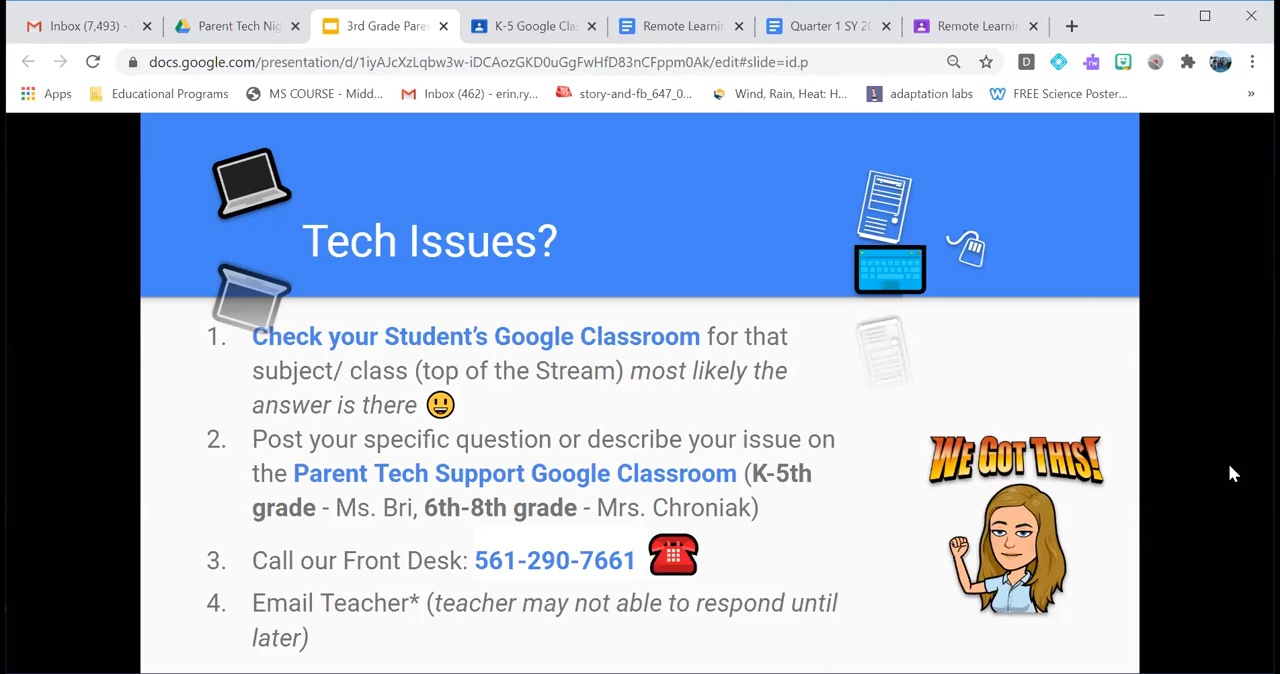 Inbox (7,493) - e
Parent Tech Nig
3rd Grade Pare
K-5 Google Cla
Remote Learnin
Quarter 1 SY 20
Remote Learnin
docs.google.com/presentation/d/1iyAJcXzLqbw3w-iDCAozGKD0uGgFwHfD83nCFppm0Ak/edit#slide=id.p
Apps
Educational Programs
MS COURSE - Midd...
Inbox (462) - erin.ry...
story-and-fb_647_0...
Wind, Rain, Heat: H...
adaptation labs
FREE Science Poster...
»
Tech Issues?
1. Check your Student's Google Classroom for that
subject/ class (top of the Stream) most likely the
answer is there 😃
2. Post your specific question or describe your issue on
the Parent Tech Support Google Classroom (K-5th
grade - Ms. Bri, 6th-8th grade - Mrs. Chroniak)
3. Call our Front Desk: 561-290-7661
4. Email Teacher* (teacher may not able to respond until
later)
WE GOT THIS!